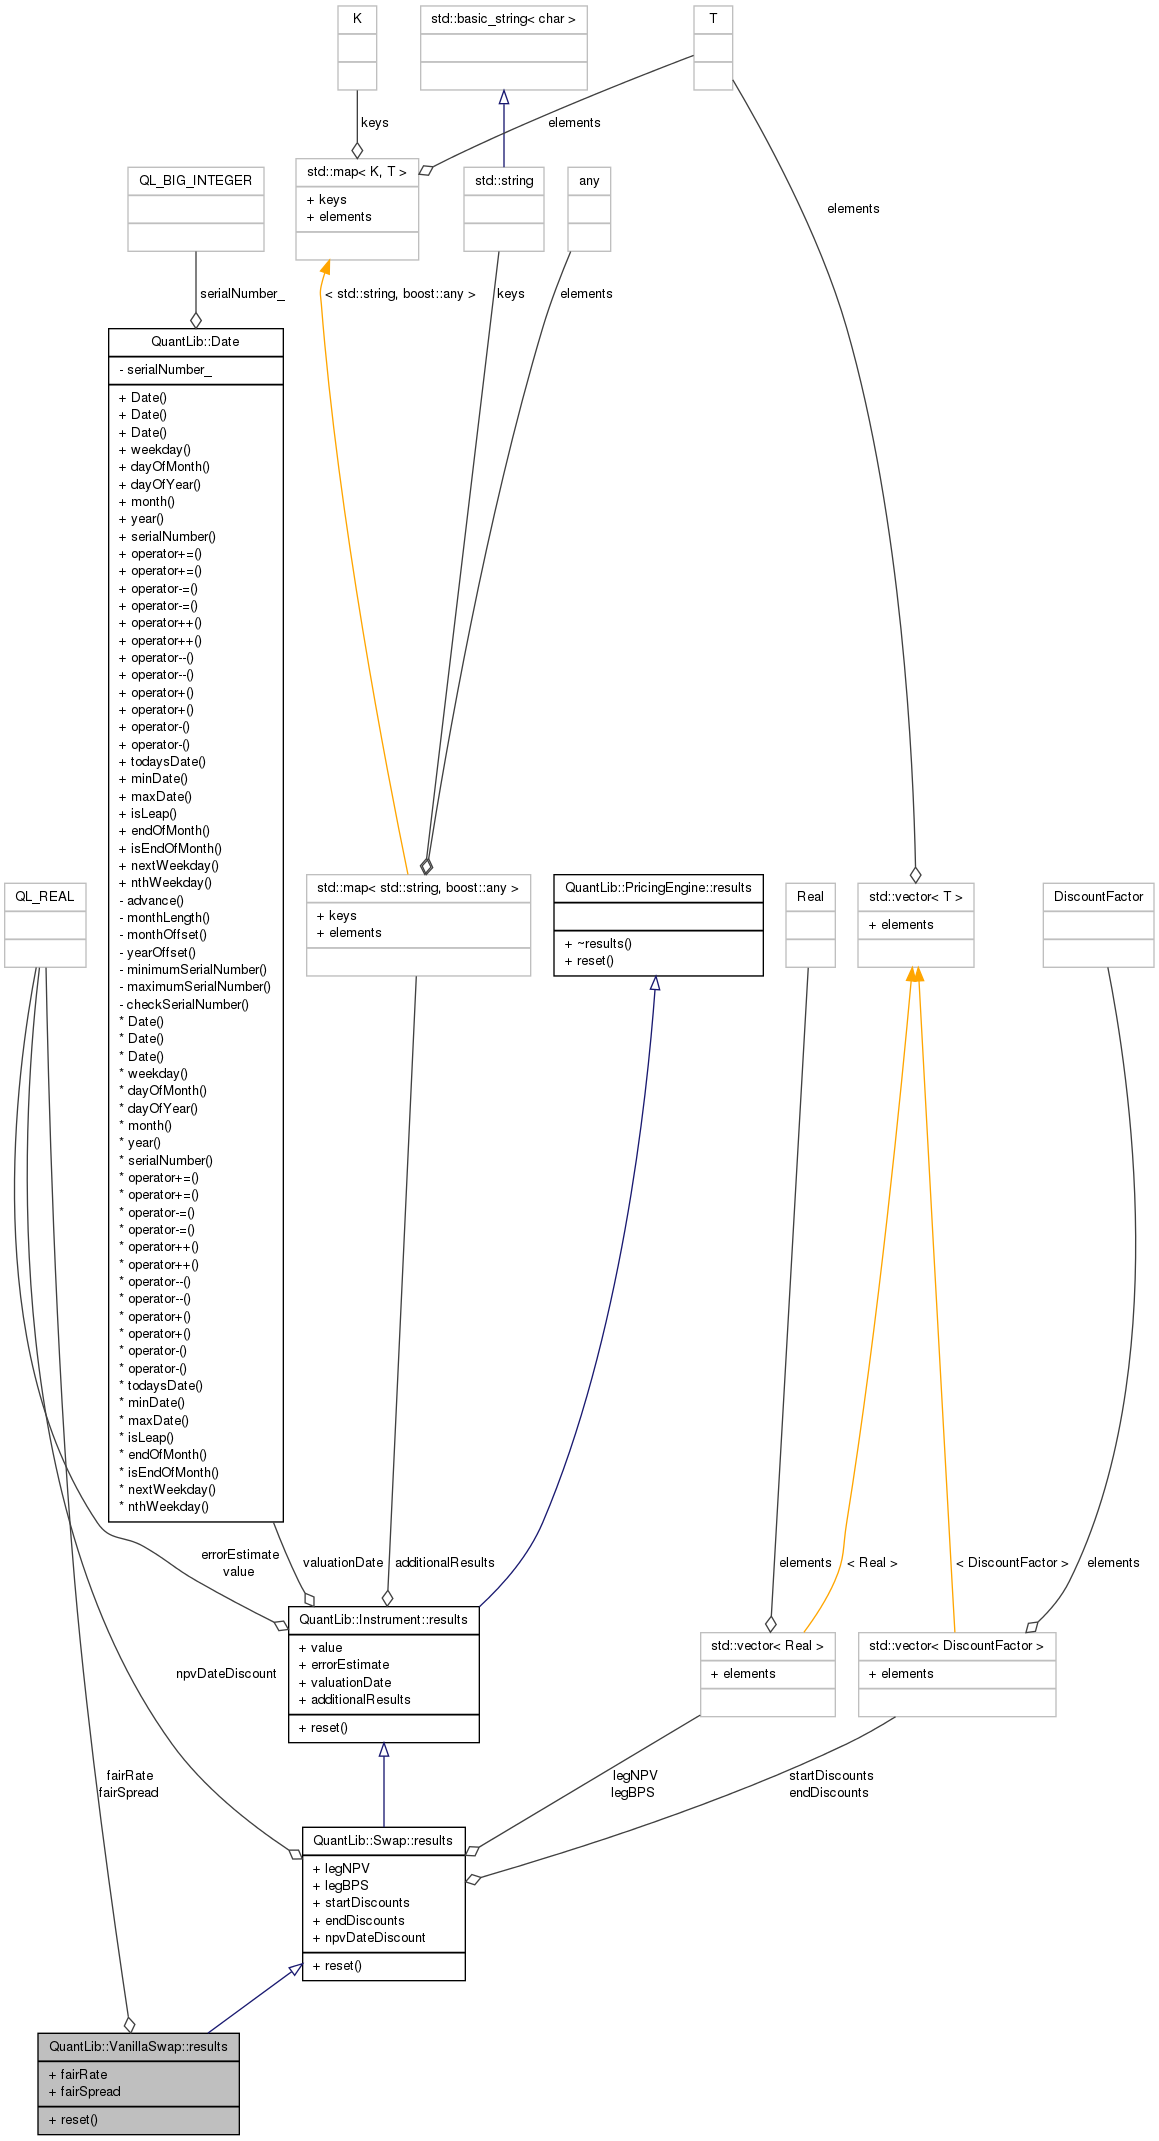 K
std::basic_string< char >
T
keys
elements
std::map< K, T >
+ keys
+ elements
QL_BIG_INTEGER
std::string
any
elements
serialNumber_
< std::string, boost::any >
keys
elements
QuantLib::Date
- serialNumber_
+ Date()
+ Date()
+ Date()
+ weekday()
+ dayOfMonth()
+ dayOfYear()
+ month()
+ year()
+ serialNumber()
+ operator+=()
+ operator+=()
+ operator-=()
+ operator-=()
+ operator++()
+ operator++()
+ operator--()
+ operator--()
+ operator+()
+ operator+()
+ operator-()
+ operator-()
+ todaysDate()
+ minDate()
+ maxDate()
+ isLeap()
+ endOfMonth()
+ isEndOfMonth()
+ nextWeekday()
+ nthWeekday()
- advance()
- monthLength()
- monthOffset()
- yearOffset()
- minimumSerialNumber()
- maximumSerialNumber()
- checkSerialNumber()
* Date()
* Date()
* Date()
* weekday()
* dayOfMonth()
* dayOfYear()
* month()
* year()
* serialNumber()
* operator+=()
* operator+=()
* operator-=()
* operator-=()
* operator++()
* operator++()
* operator--()
* operator--()
* operator+()
* operator+()
* operator-()
* operator-()
* todaysDate()
* minDate()
* maxDate()
* isLeap()
* endOfMonth()
* isEndOfMonth()
* nextWeekday()
* nthWeekday()
QL_REAL
std::map< std::string, boost::any >
+ keys
+ elements
QuantLib::PricingEngine::results
+ ~results()
+ reset()
Real
std::vector< T >
+ elements
DiscountFactor
errorEstimate
value
valuationDate
additionalResults
elements
< Real >
< DiscountFactor >
elements
QuantLib::Instrument::results
+ value
+ errorEstimate
+ valuationDate
+ additionalResults
+ reset()
std::vector< Real >
+ elements
std::vector< DiscountFactor >
+ elements
npvDateDiscount
fairRate
fairSpread
legNPV
legBPS
startDiscounts
endDiscounts
QuantLib::Swap::results
+ legNPV
+ legBPS
+ startDiscounts
+ endDiscounts
+ npvDateDiscount
+ reset()
QuantLib::VanillaSwap::results
+ fairRate
+ fairSpread
+ reset()